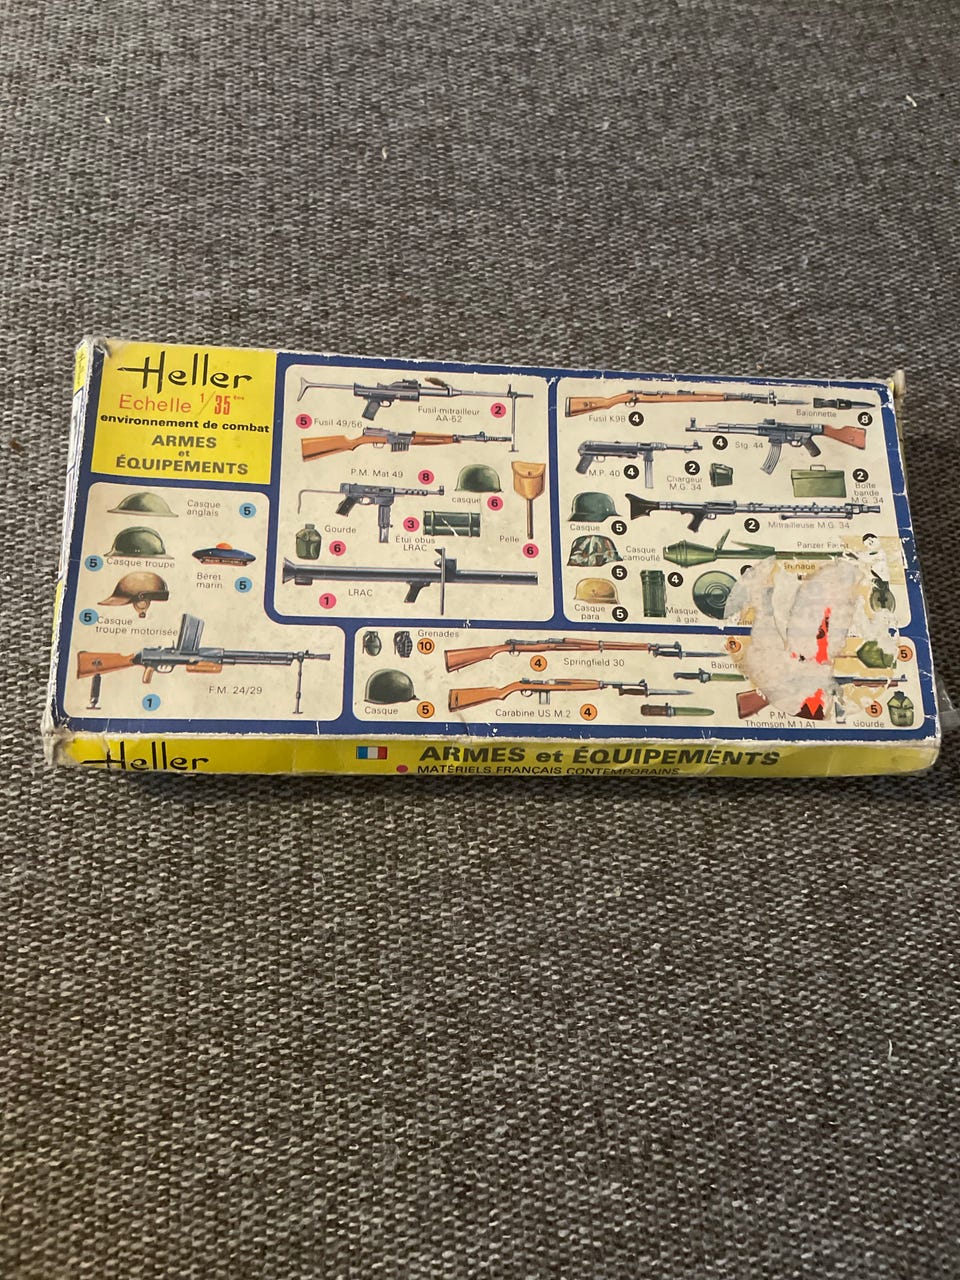 Heller
Echelle 1/35ème
environnement de combat
ARMES
et
ÉQUIPEMENTS
Casque
anglais
5
5
Casque troupe
Béret
marin
5
5
Casque
troupe motorisée
1
F.M. 24/29
Fusil-mitrailleur
AA-52
2
5
Fusil 49/56
P.M. Mat 49
8
casque
6
Gourde
6
3
Étui obus
LRAC
Pelle
6
1
LRAC
Fusil K98
4
Baïonnette
8
4
Stg. 44
M.P. 40
4
2
Chargeur
M.G. 34
2
Boîte
bande
M.G. 34
Casque
5
2
Mitrailleuse M.G. 34
Casque
camouflé
5
Panzer Faust
Casque
para
5
4
Masque
à gaz
Grenades
10
4
Springfield 30
8
5
Casque
5
Carabine US M.2
4
P.M.
Thomson M 1 A1
5
Gourde
Heller
ARMES et ÉQUIPEMENTS
MATÉRIELS FRANÇAIS CONTEMPORAINS